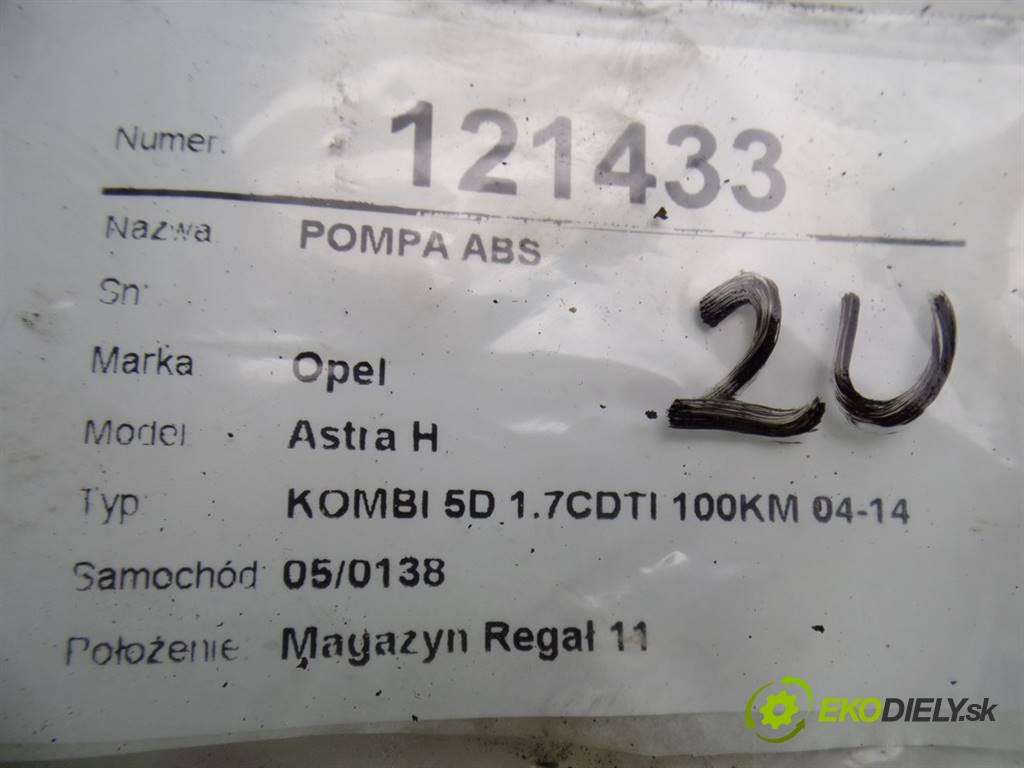 Numer: 121433
Nazwa POMPA ABS
Sn:
Marka Opel
Model Astra H
Typ KOMBI 5D 1.7CDTI 100KM 04-14
Samochód 05/0138
Położenie Magazyn Regał 11
2U
EKODIELY.sk